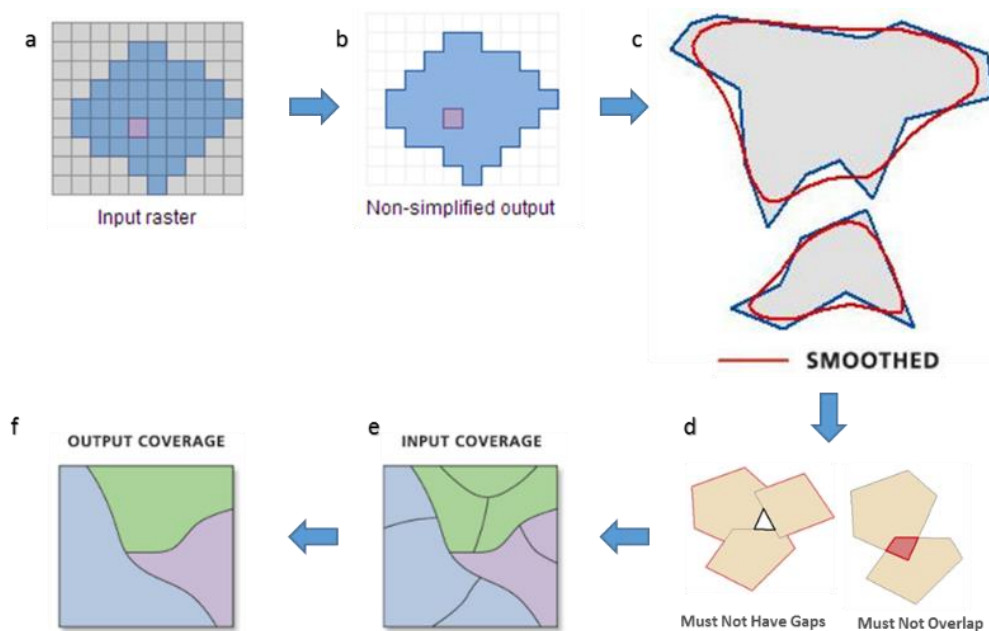 a
Input raster
b
Non-simplified output
c
SMOOTHED
d
Must Not Have Gaps
Must Not Overlap
e
INPUT COVERAGE
f
OUTPUT COVERAGE